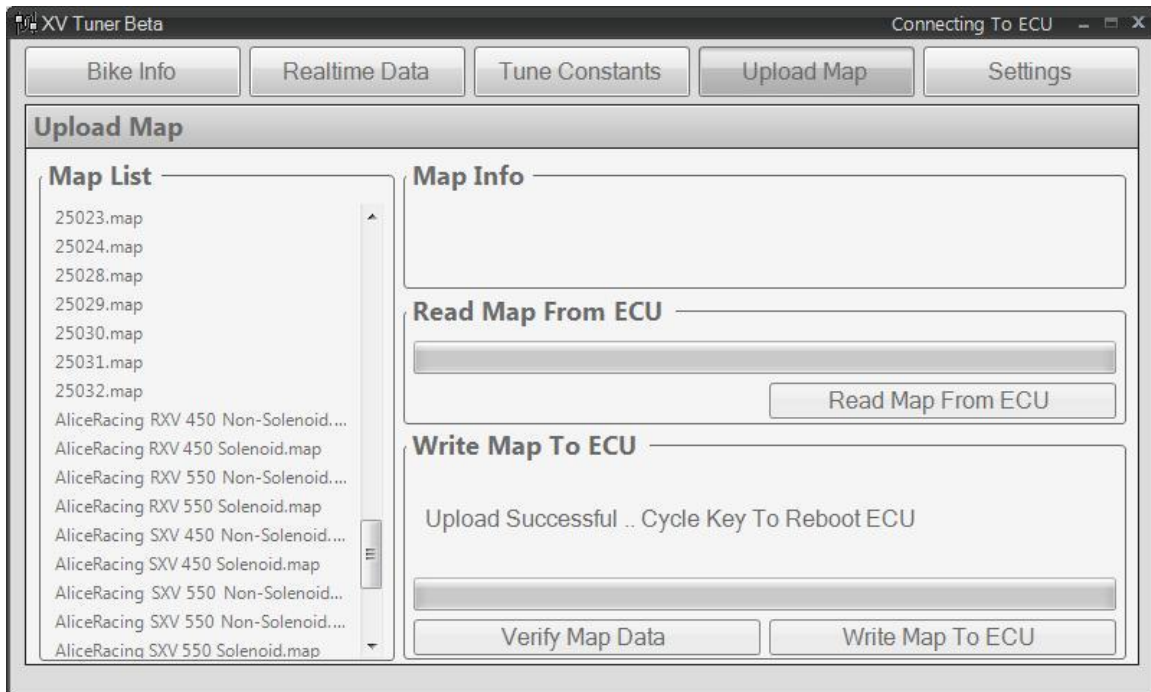 XV Tuner Beta
Connecting To ECU
Bike Info
Realtime Data
Tune Constants
Upload Map
Settings
Upload Map
Map List
25023.map
25024.map
25028.map
25029.map
25030.map
25031.map
25032.map
AliceRacing RXV 450 Non-Solenoid....
AliceRacing RXV 450 Solenoid.map
AliceRacing RXV 550 Non-Solenoid....
AliceRacing RXV 550 Solenoid.map
AliceRacing SXV 450 Non-Solenoid....
AliceRacing SXV 450 Solenoid.map
AliceRacing SXV 550 Non-Solenoid...
AliceRacing SXV 550 Non-Solenoid....
AliceRacing SXV 550 Solenoid.map
Map Info
Read Map From ECU
Read Map From ECU
Write Map To ECU
Upload Successful .. Cycle Key To Reboot ECU
Verify Map Data
Write Map To ECU